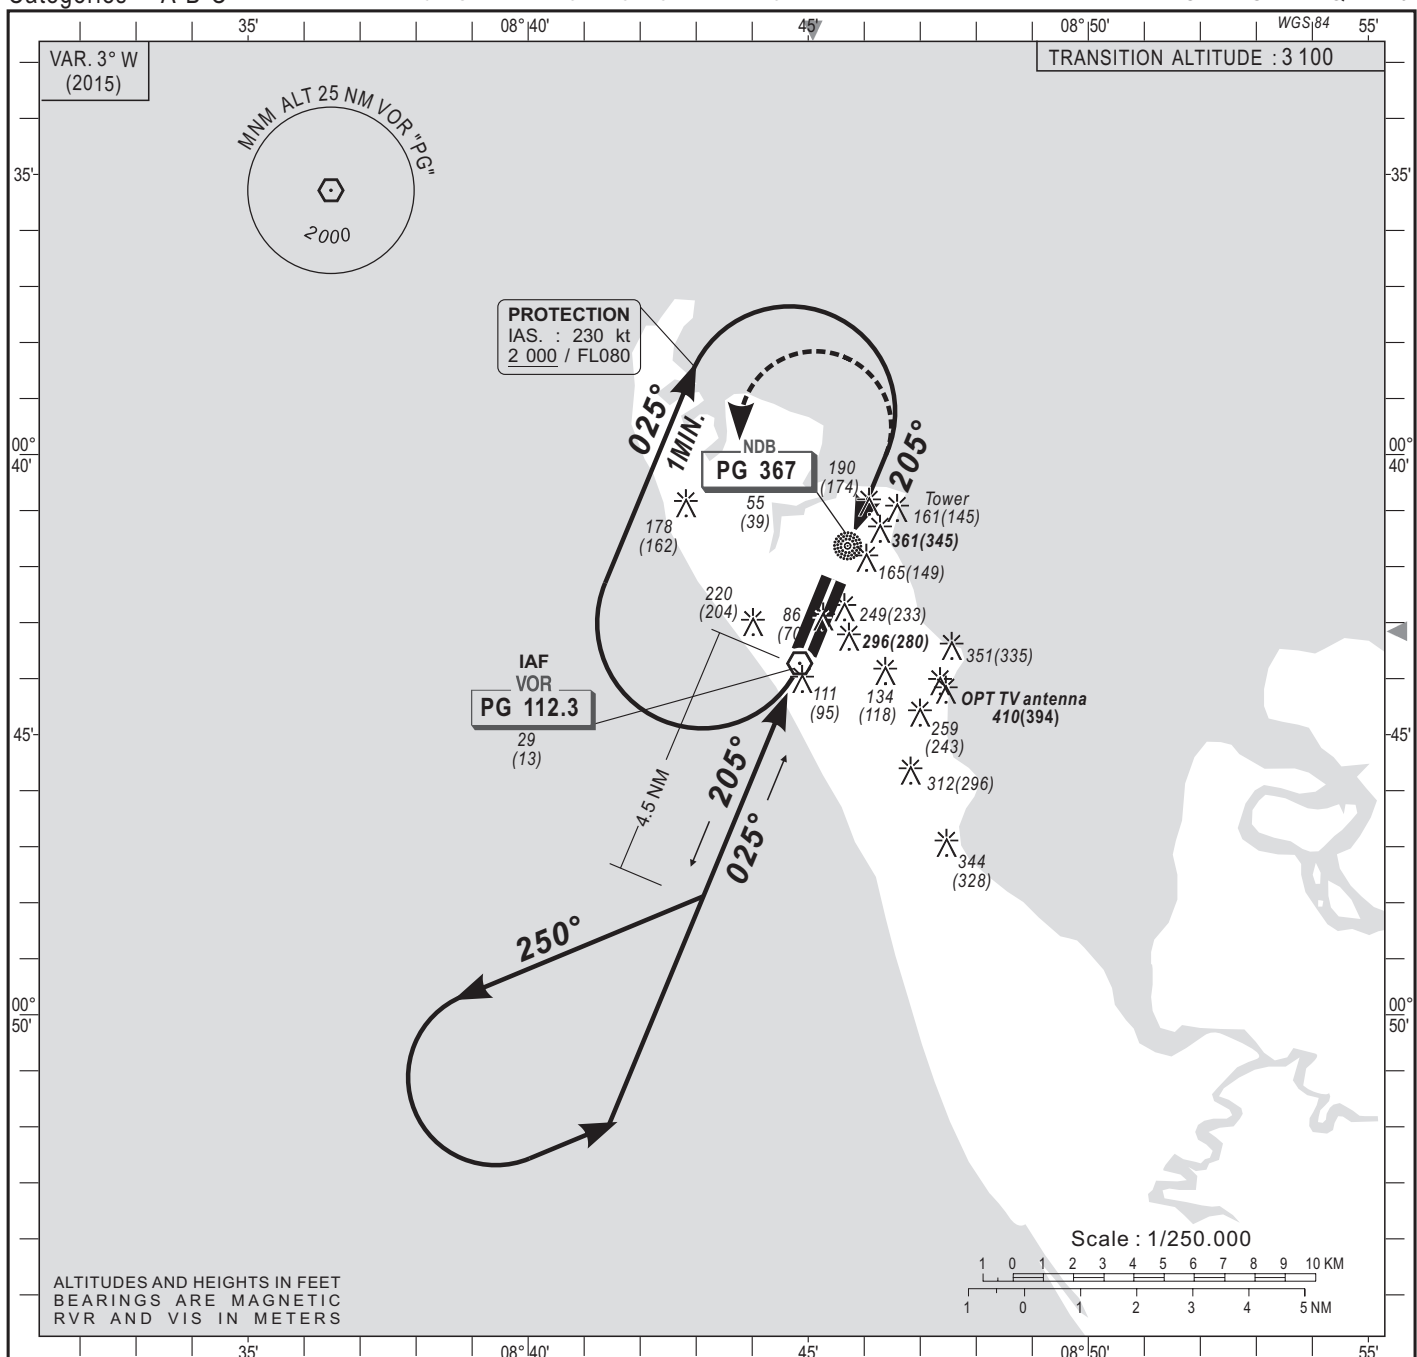 35'
08° 40'
45'
08° 50'
WGS 84
55'
VAR. 3° W
(2015)
TRANSITION ALTITUDE : 3 100
MNM ALT 25 NM VOR "PG"
2000
35'
35'
PROTECTION
IAS. : 230 kt
2 000 / FL080
025°
1MIN.
205°
00°
40'
00°
40'
NDB
PG 367
55
(39)
190
(174)
Tower
161(145)
361(345)
165(149)
178
(162)
220
(204)
86
249(233)
296(280)
351(335)
IAF
VOR
PG 112.3
29
(13)
111
(95)
134
(118)
OPT TV antenna
410(394)
259
(243)
312(296)
344
(328)
45'
45'
4.5 NM
205°
025°
250°
00°
50'
00°
50'
Scale : 1/250.000
1 0 1 2 3 4 5 6 7 8 9 10 KM
1 0 1 2 3 4 5 NM
ALTITUDES AND HEIGHTS IN FEET
BEARINGS ARE MAGNETIC
RVR AND VIS IN METERS
35'
08° 40'
45'
08° 50'
55'